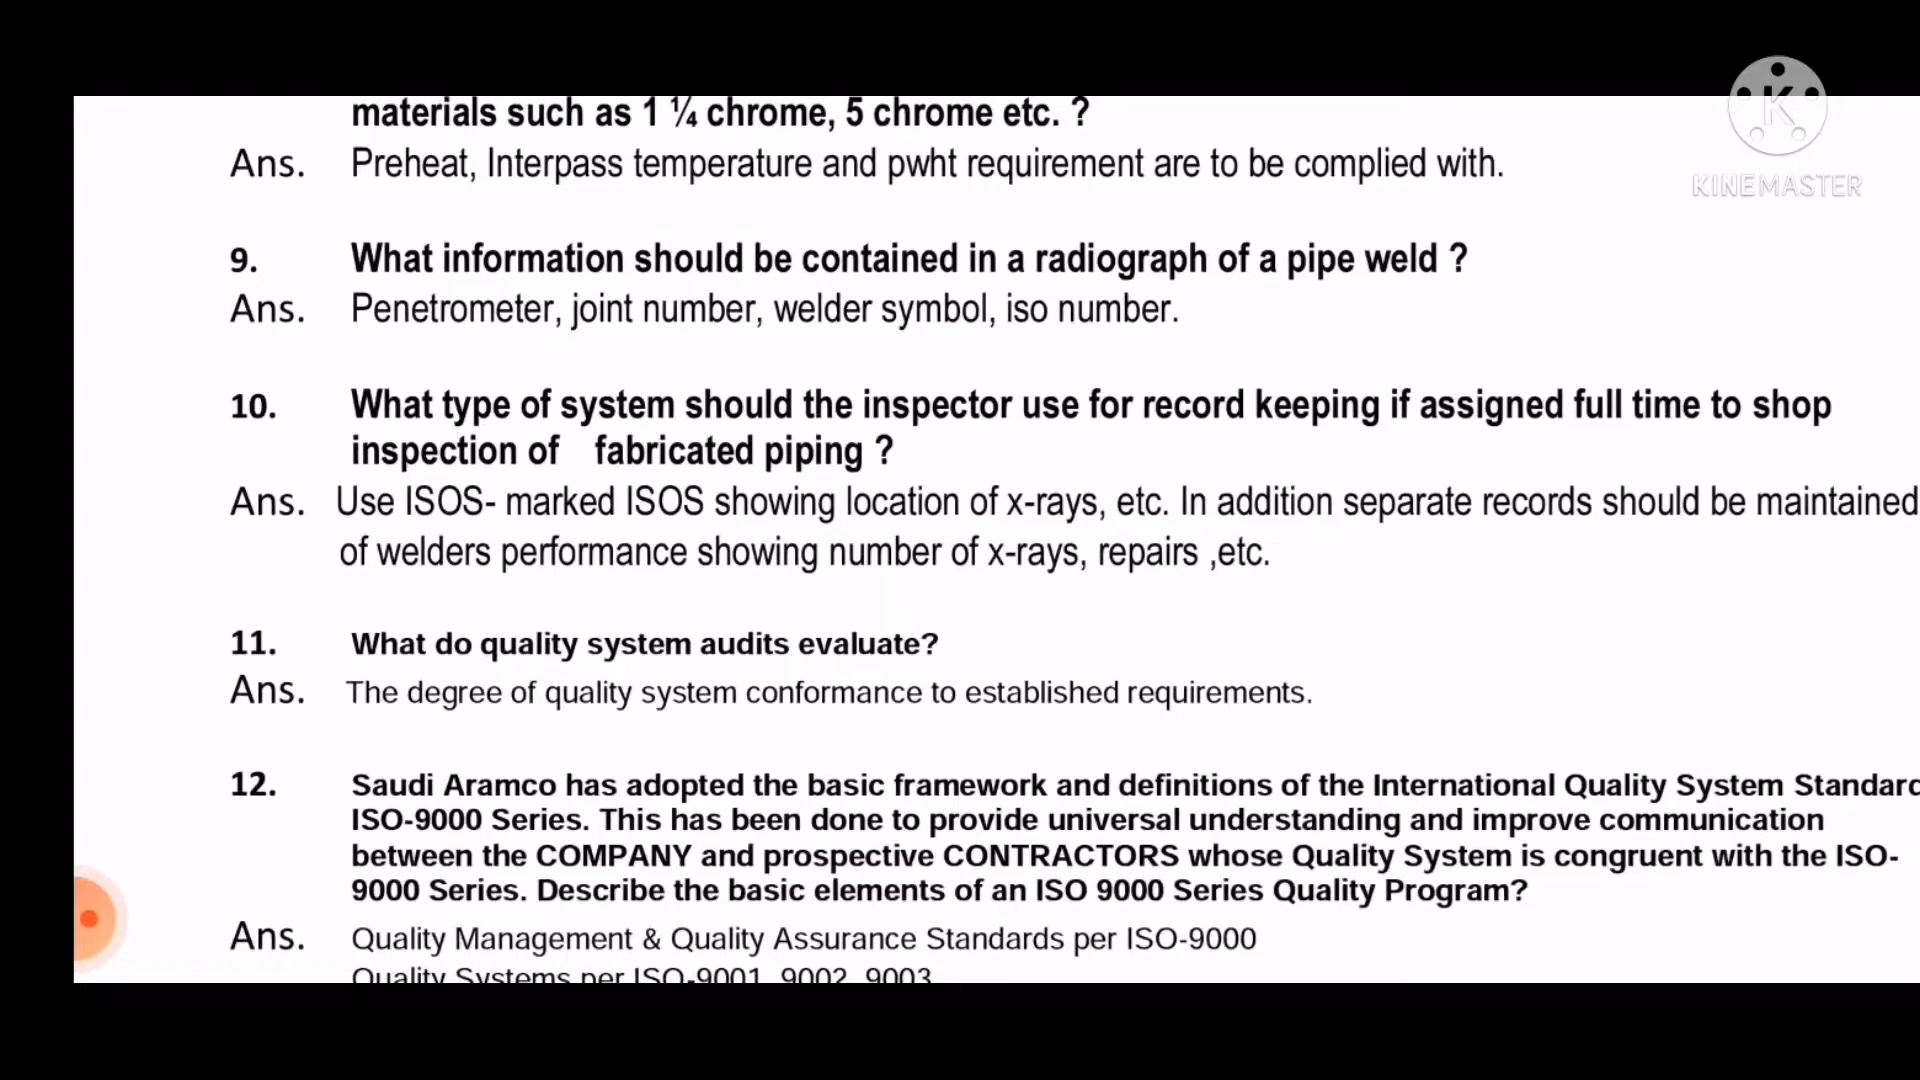 KINEMASTER
materials such as 1 ¼ chrome, 5 chrome etc. ?
Ans. Preheat, Interpass temperature and pwht requirement are to be complied with.
9. What information should be contained in a radiograph of a pipe weld ?
Ans. Penetrometer, joint number, welder symbol, iso number.
10. What type of system should the inspector use for record keeping if assigned full time to shop
inspection of fabricated piping ?
Ans. Use ISOS- marked ISOS showing location of x-rays, etc. In addition separate records should be maintained
of welders performance showing number of x-rays, repairs ,etc.
11. What do quality system audits evaluate?
Ans. The degree of quality system conformance to established requirements.
12. Saudi Aramco has adopted the basic framework and definitions of the International Quality System Standard
ISO-9000 Series. This has been done to provide universal understanding and improve communication
between the COMPANY and prospective CONTRACTORS whose Quality System is congruent with the ISO-
9000 Series. Describe the basic elements of an ISO 9000 Series Quality Program?
Ans. Quality Management & Quality Assurance Standards per ISO-9000
Quality Systems per ISO-9001, 9002, 9003